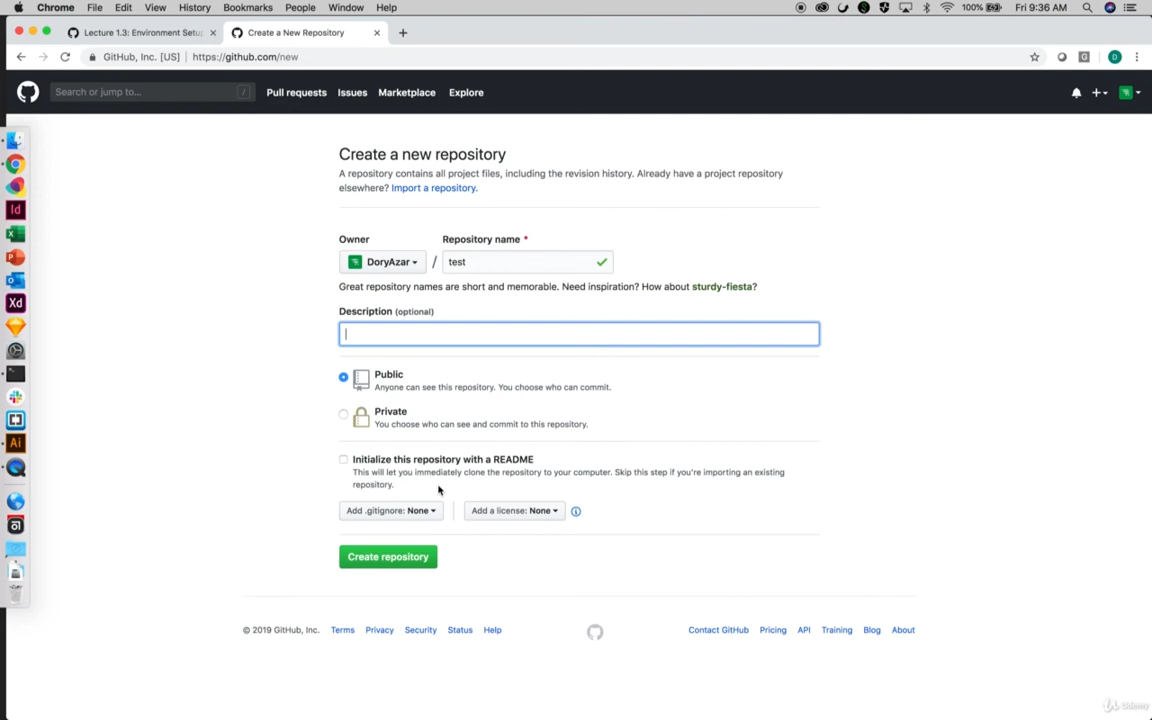 Chrome File Edit View History Bookmarks People Window Help 100% Fri 9:36 AM
Lecture 1.3: Environment Setu Create a New Repository
GitHub, Inc. [US] https://github.com/new
Search or jump to... / Pull requests Issues Marketplace Explore
Create a new repository
A repository contains all project files, including the revision history. Already have a project repository
elsewhere? Import a repository.
Owner Repository name *
DoryAzar / test
Great repository names are short and memorable. Need inspiration? How about sturdy-fiesta?
Description (optional)
Public
Anyone can see this repository. You choose who can commit.
Private
You choose who can see and commit to this repository.
Initialize this repository with a README
This will let you immediately clone the repository to your computer. Skip this step if you're importing an existing
repository.
Add .gitignore: None Add a license: None
Create repository
© 2019 GitHub, Inc. Terms Privacy Security Status Help Contact GitHub Pricing API Training Blog About
Udemy